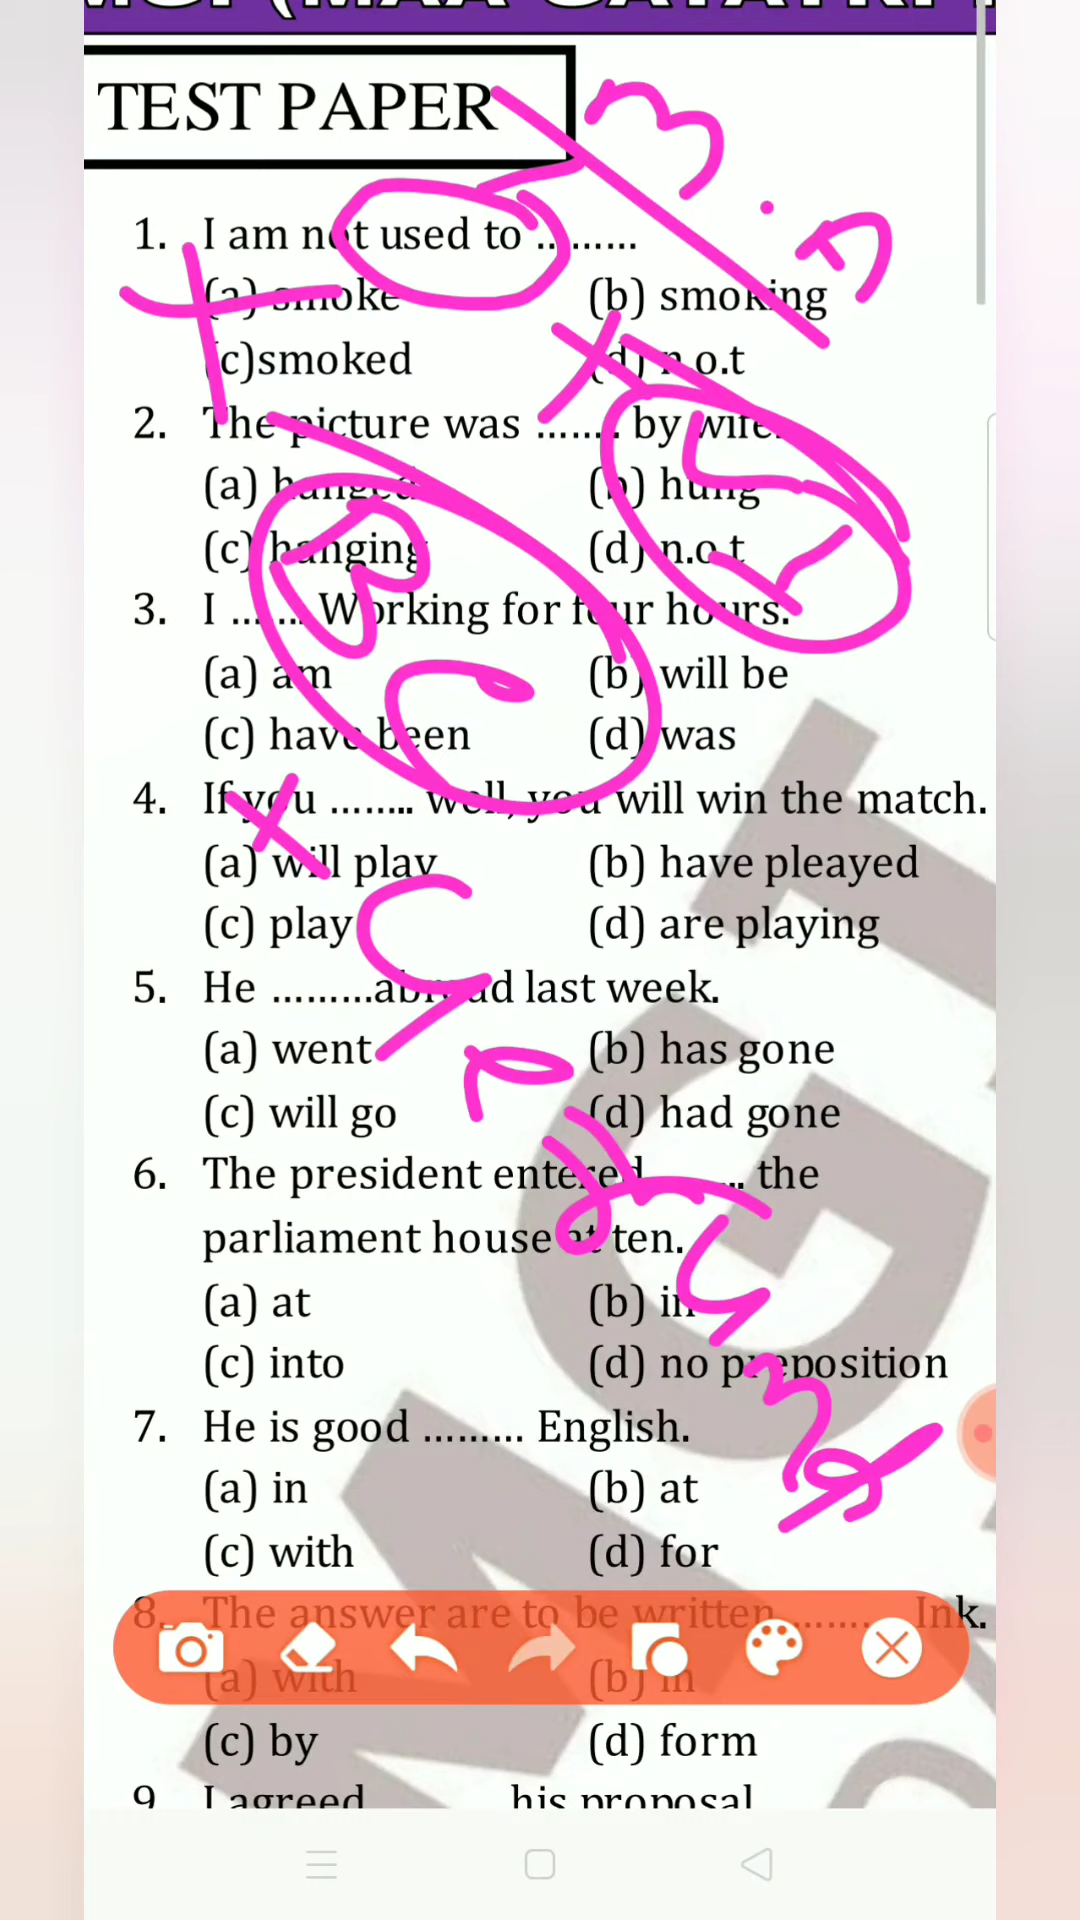 TEST PAPER
1. I am not used to .........
(a) smoke (b) smoking
(c)smoked (d) n.o.t
2. The picture was ....... by wife.
(a) hanged (b) hung
(c) hanging (d) n.o.t
3. I ....... Working for four hours.
(a) am (b) will be
(c) have been (d) was
4. If you ........ well, you will win the match.
(a) will play (b) have pleayed
(c) play (d) are playing
5. He .........abroad last week.
(a) went (b) has gone
(c) will go (d) had gone
6. The president entered ........ the
parliament house at ten.
(a) at (b) in
(c) into (d) no preposition
7. He is good ......... English.
(a) in (b) at
(c) with (d) for
8. The answer are to be written ......... Ink.
(a) with (b) in
(c) by (d) form
9 I agreed his proposal